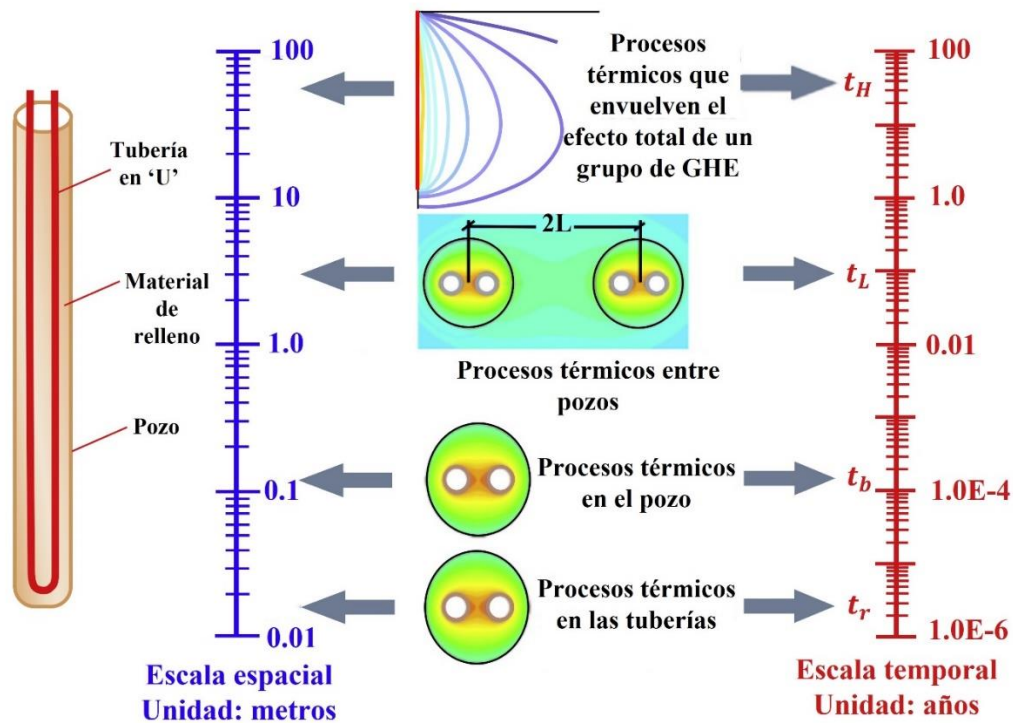 Tubería
en ‘U’
Material
de
relleno
Pozo
100
10
1.0
0.1
0.01
Escala espacial
Unidad: metros
Procesos
térmicos que
envuelven el
efecto total de un
grupo de GHE
2L
Procesos térmicos entre
pozos
Procesos térmicos
en el pozo
Procesos térmicos
en las tuberías
t_H
t_L
t_b
t_r
100
1.0
0.01
1.0E-4
1.0E-6
Escala temporal
Unidad: años